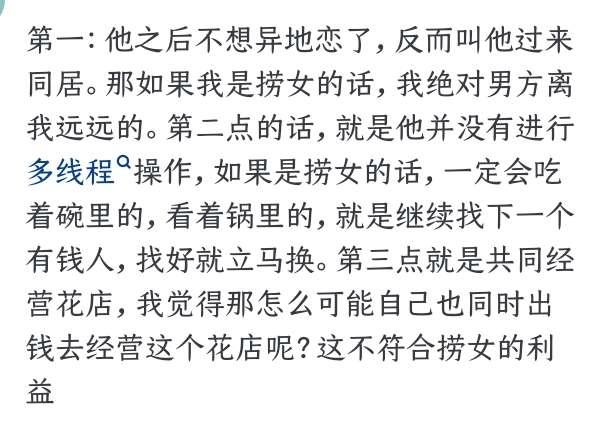 第一：他之后不想异地恋了，反而叫他过来
同居。那如果我是捞女的话，我绝对男方离
我远远的。第二点的话，就是他并没有进行
多线程操作，如果是捞女的话，一定会吃
着碗里的，看着锅里的，就是继续找下一个
有钱人，找好就立马换。第三点就是共同经
营花店，我觉得那怎么可能自己也同时出
钱去经营这个花店呢？这不符合捞女的利
益